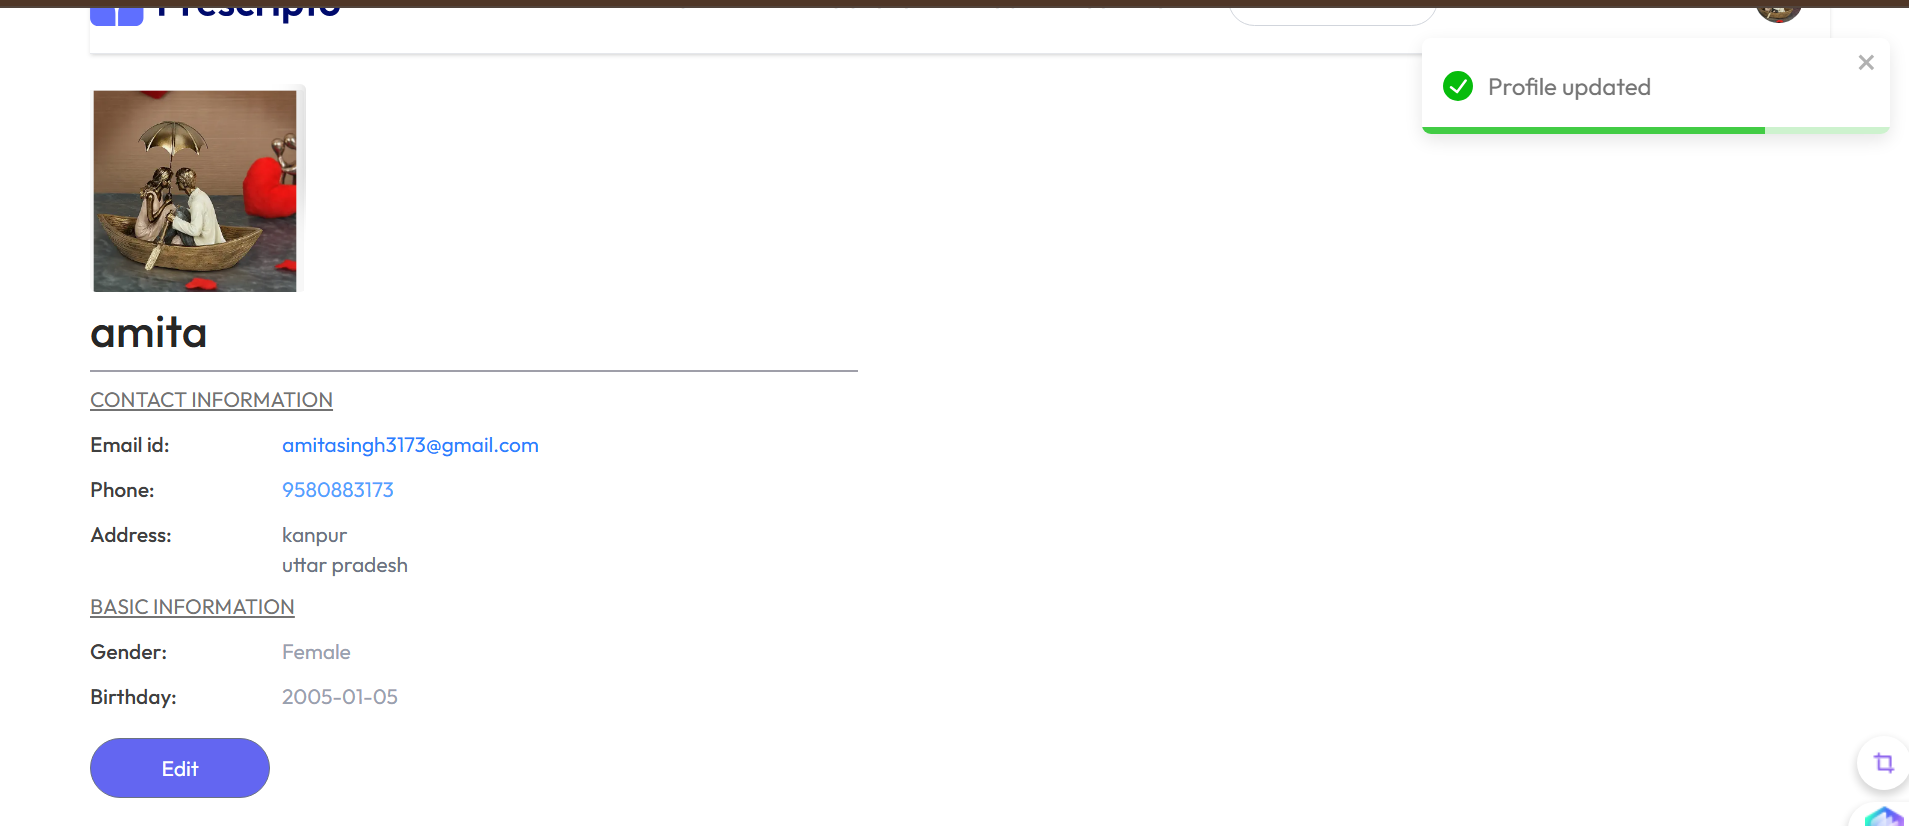 Prescripto
Profile updated
amita
CONTACT INFORMATION
Email id: amitasingh3173@gmail.com
Phone: 9580883173
Address: kanpur
uttar pradesh
BASIC INFORMATION
Gender: Female
Birthday: 2005-01-05
Edit